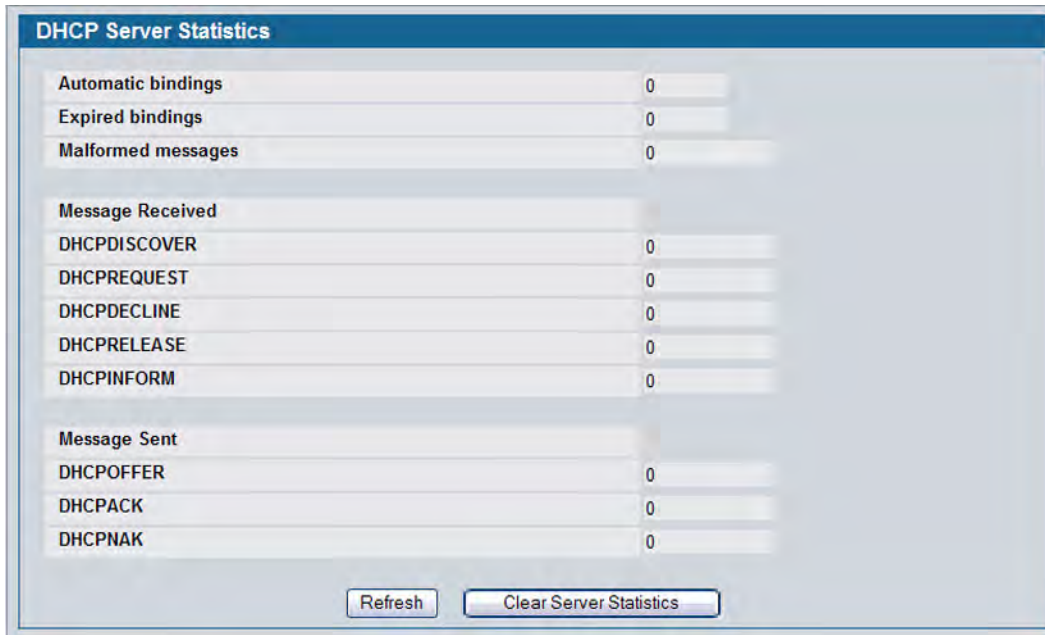 DHCP Server Statistics
Automatic bindings 0
Expired bindings 0
Malformed messages 0
Message Received
DHCPDISCOVER 0
DHCPREQUEST 0
DHCPDECLINE 0
DHCPRELEASE 0
DHCPINFORM 0
Message Sent
DHCPOFFER 0
DHCPACK 0
DHCPNAK 0
Refresh Clear Server Statistics